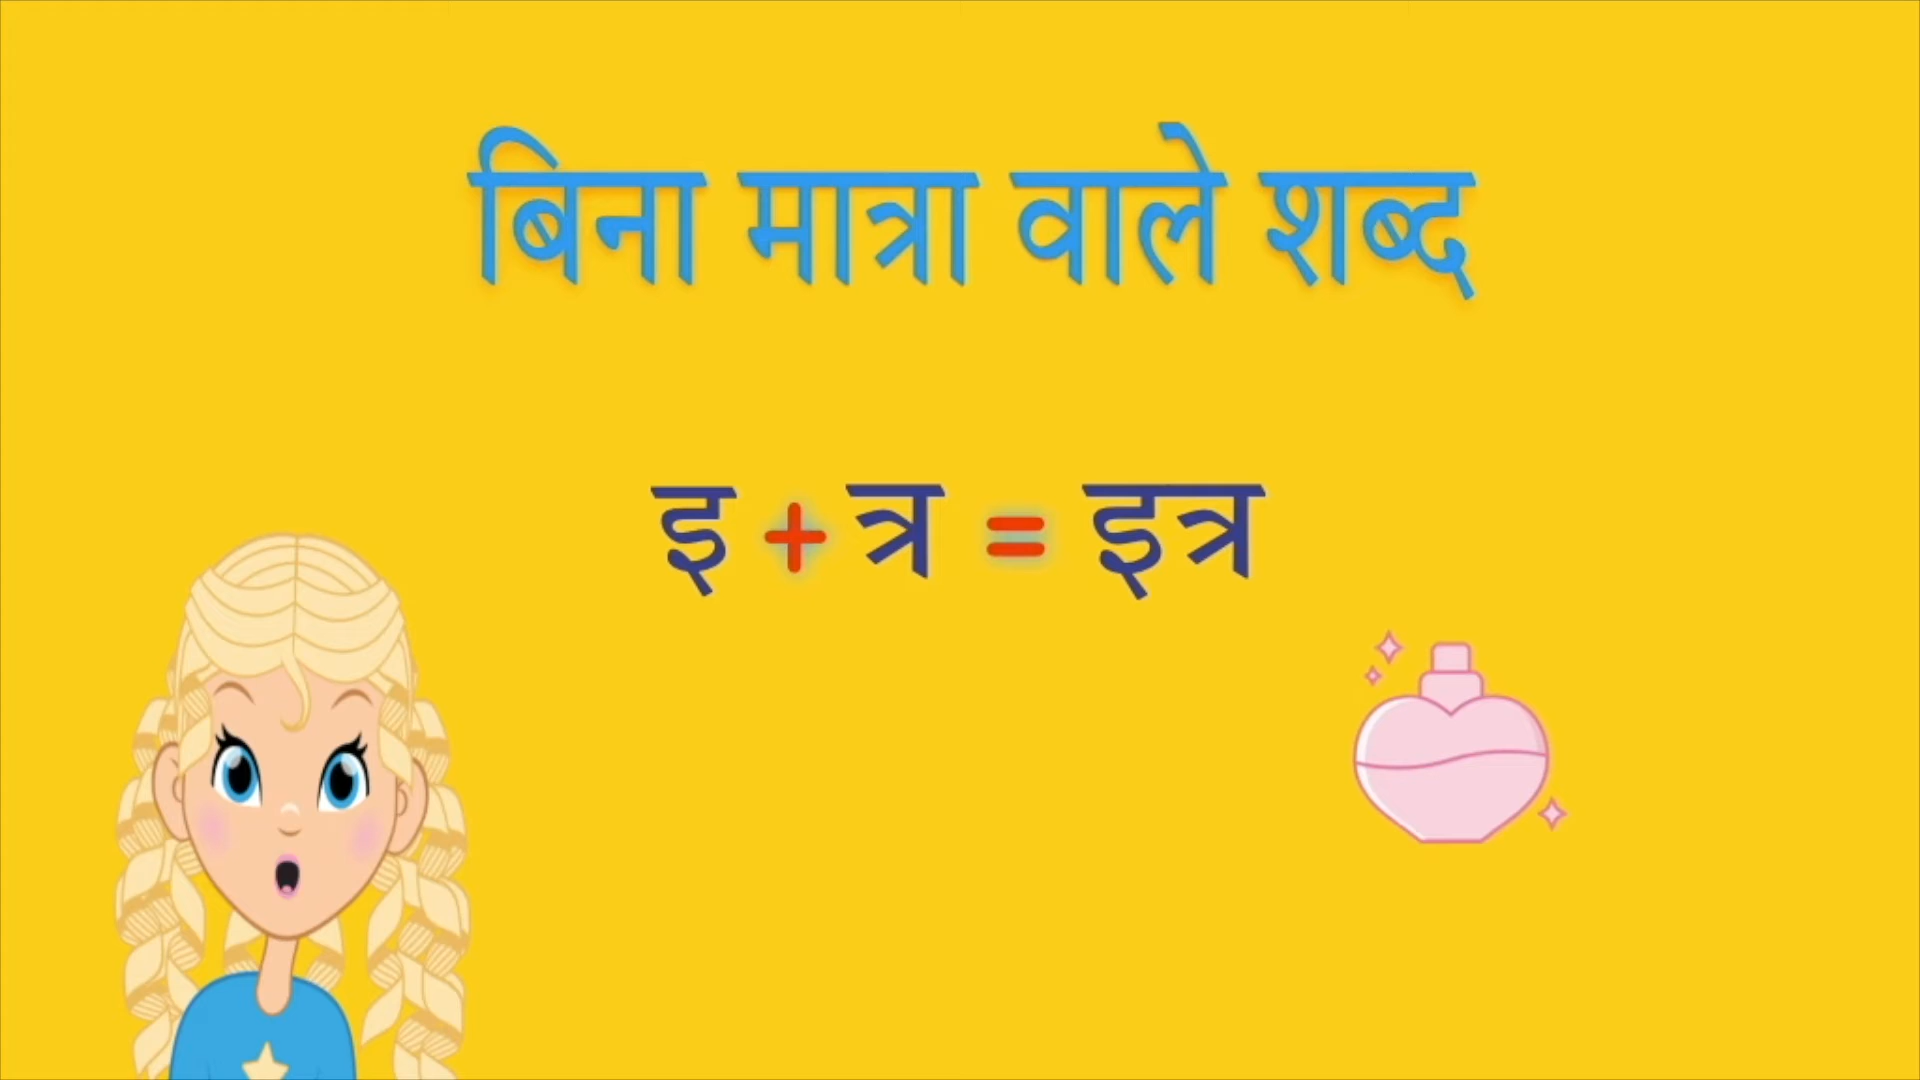 बिना मात्रा वाले शब्द
इ + त्र = इत्र